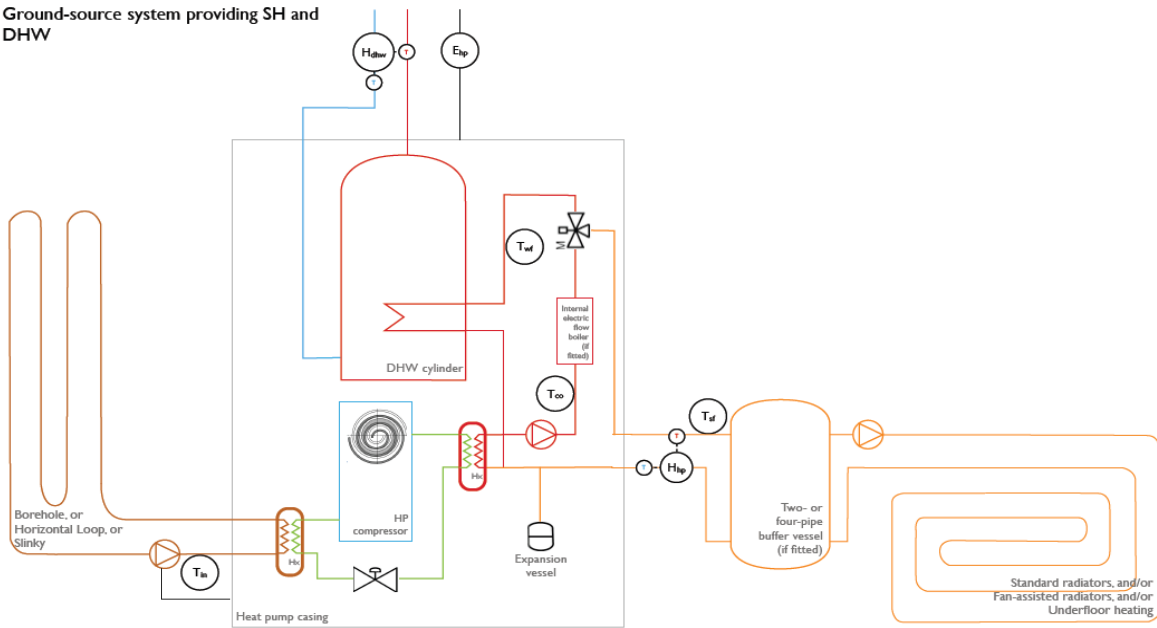 Ground-source system providing SH and
DHW
Hdhw
T
T
Ehp
Twf
M
Internal
electric
flow
boiler
(if
fitted)
DHW cylinder
Tco
Tsf
T
T
Hhp
Hx
HP
compressor
Borehole, or
Horizontal Loop, or
Slinky
Tin
Hx
Expansion
vessel
Two- or
four-pipe
buffer vessel
(if fitted)
Standard radiators, and/or
Fan-assisted radiators, and/or
Underfloor heating
Heat pump casing